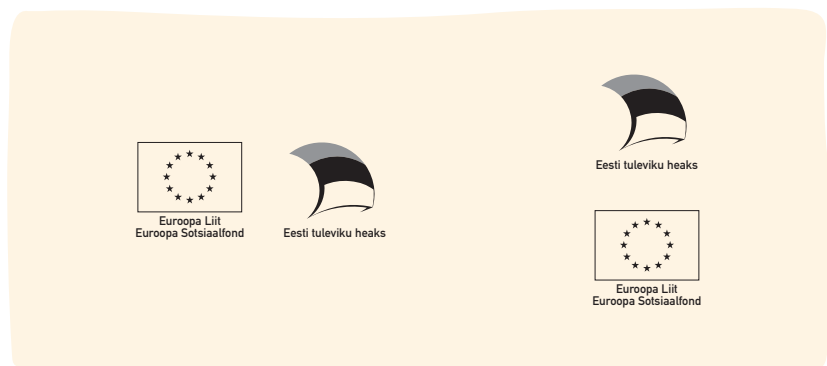 Euroopa Liit
Euroopa Sotsiaalfond
Eesti tuleviku heaks
Eesti tuleviku heaks
Euroopa Liit
Euroopa Sotsiaalfond